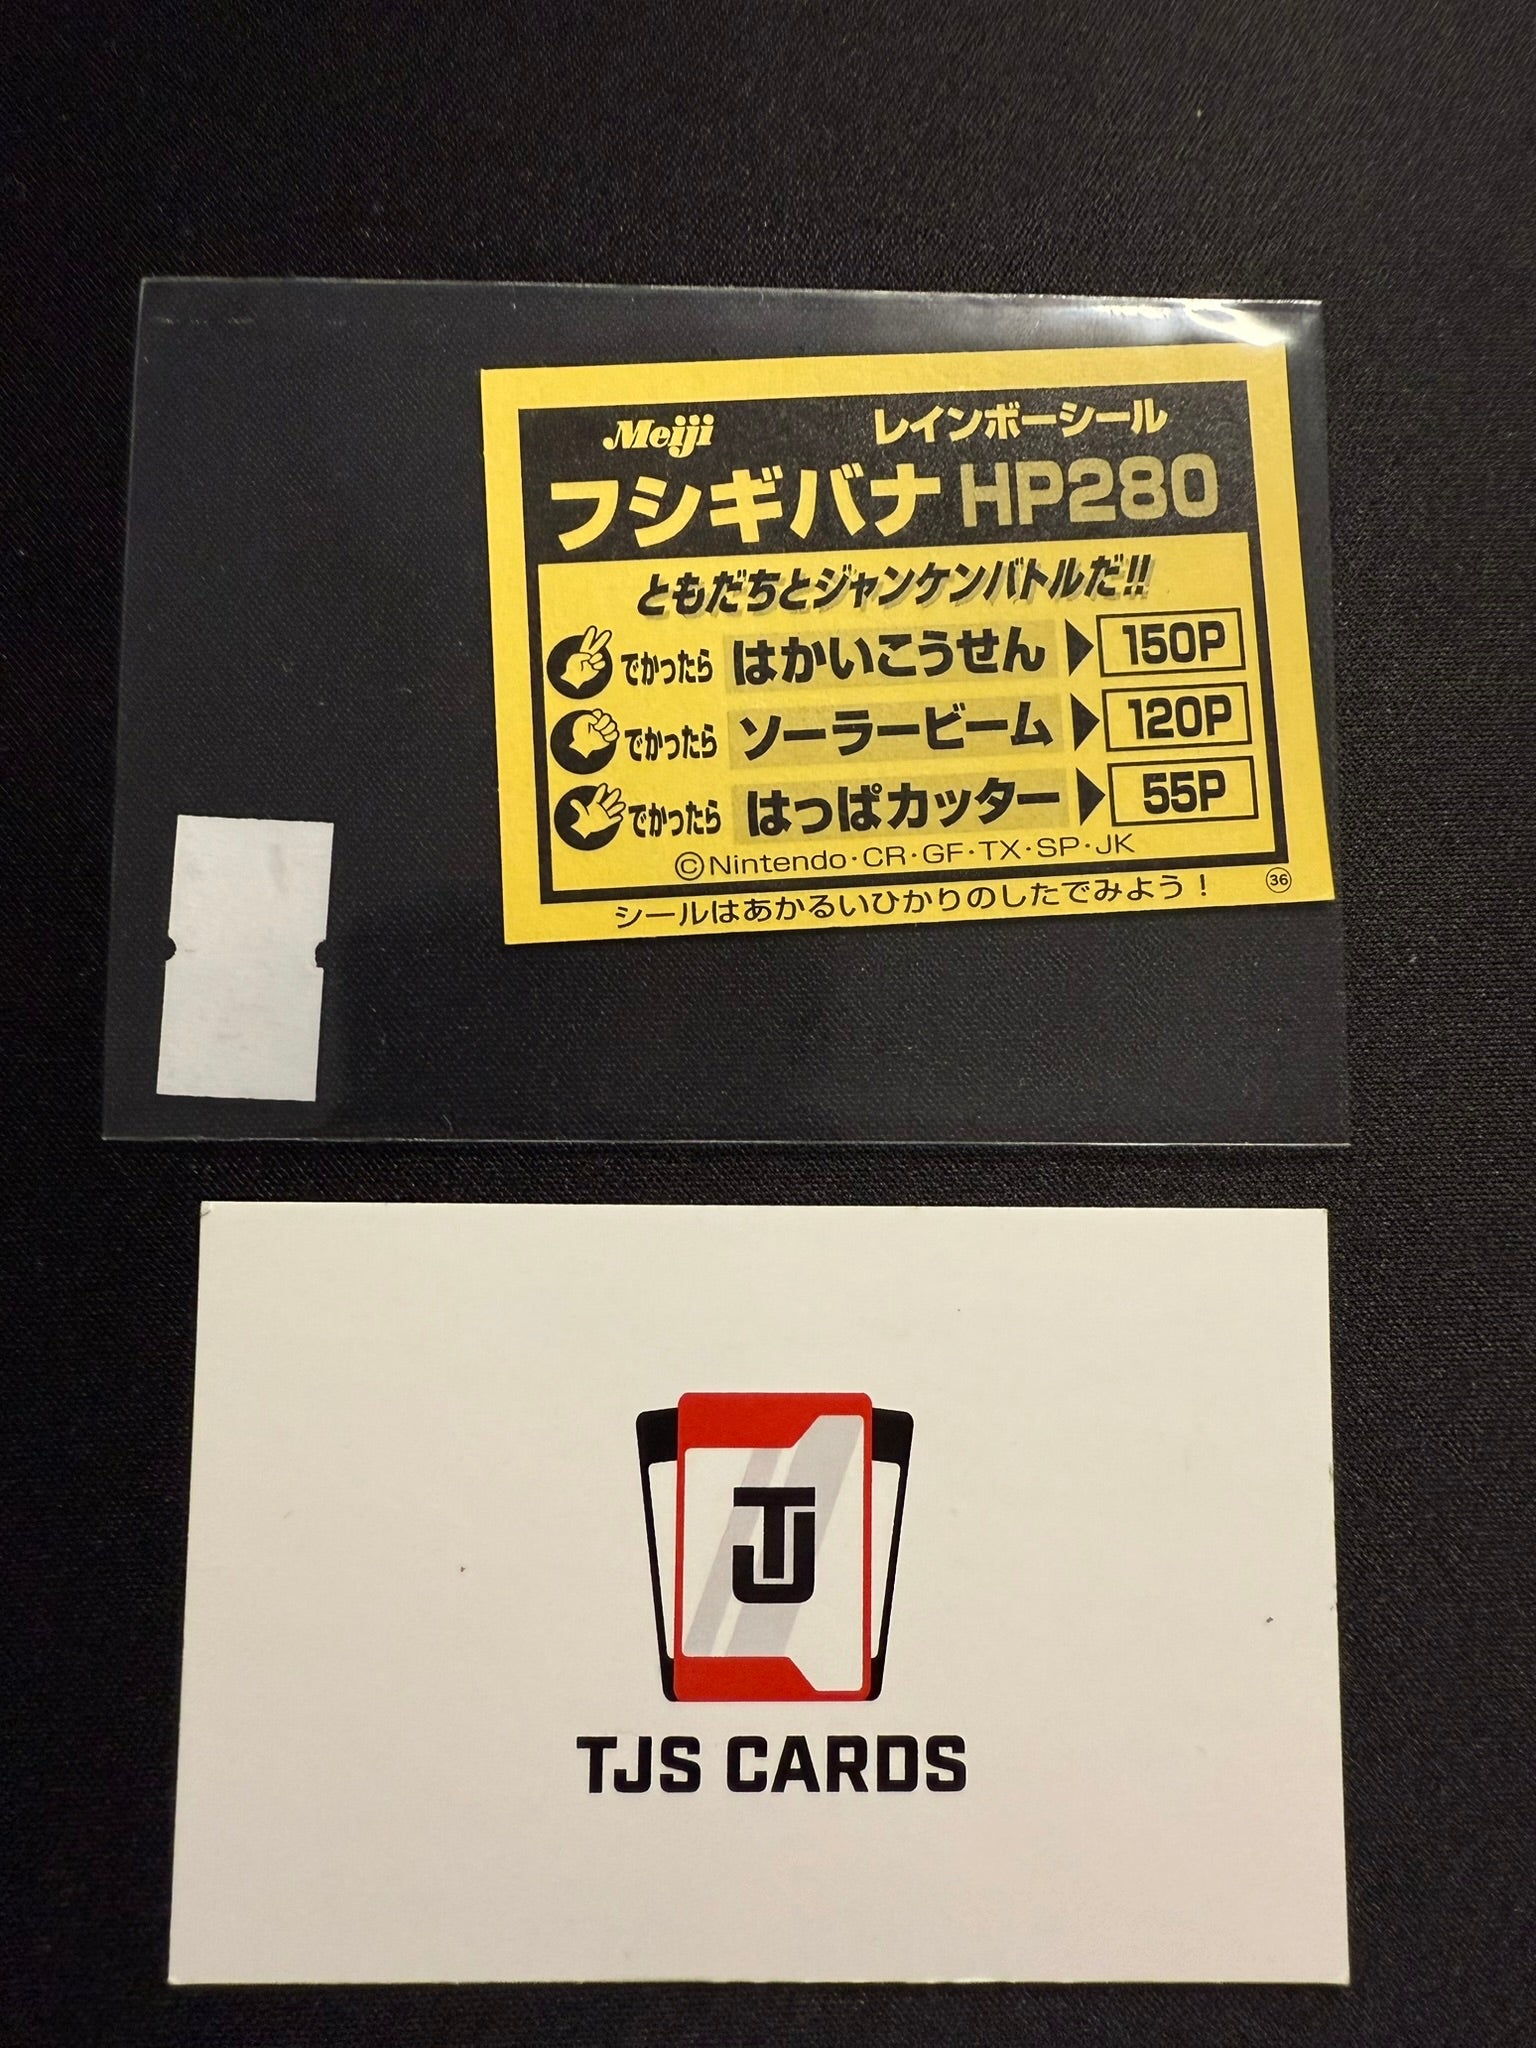 Meiji レインボーシール
フシギバナ HP280
ともだちとジャンケンバトルだ!!
でかったら はかいこうせん ▶ 150P
でかったら ソーラービーム ▶ 120P
でかったら はっぱカッター ▶ 55P
©Nintendo・CR・GF・TX・SP・JK
シールはあかるいひかりのしたでみよう！ ㊱
TJ
TJS CARDS